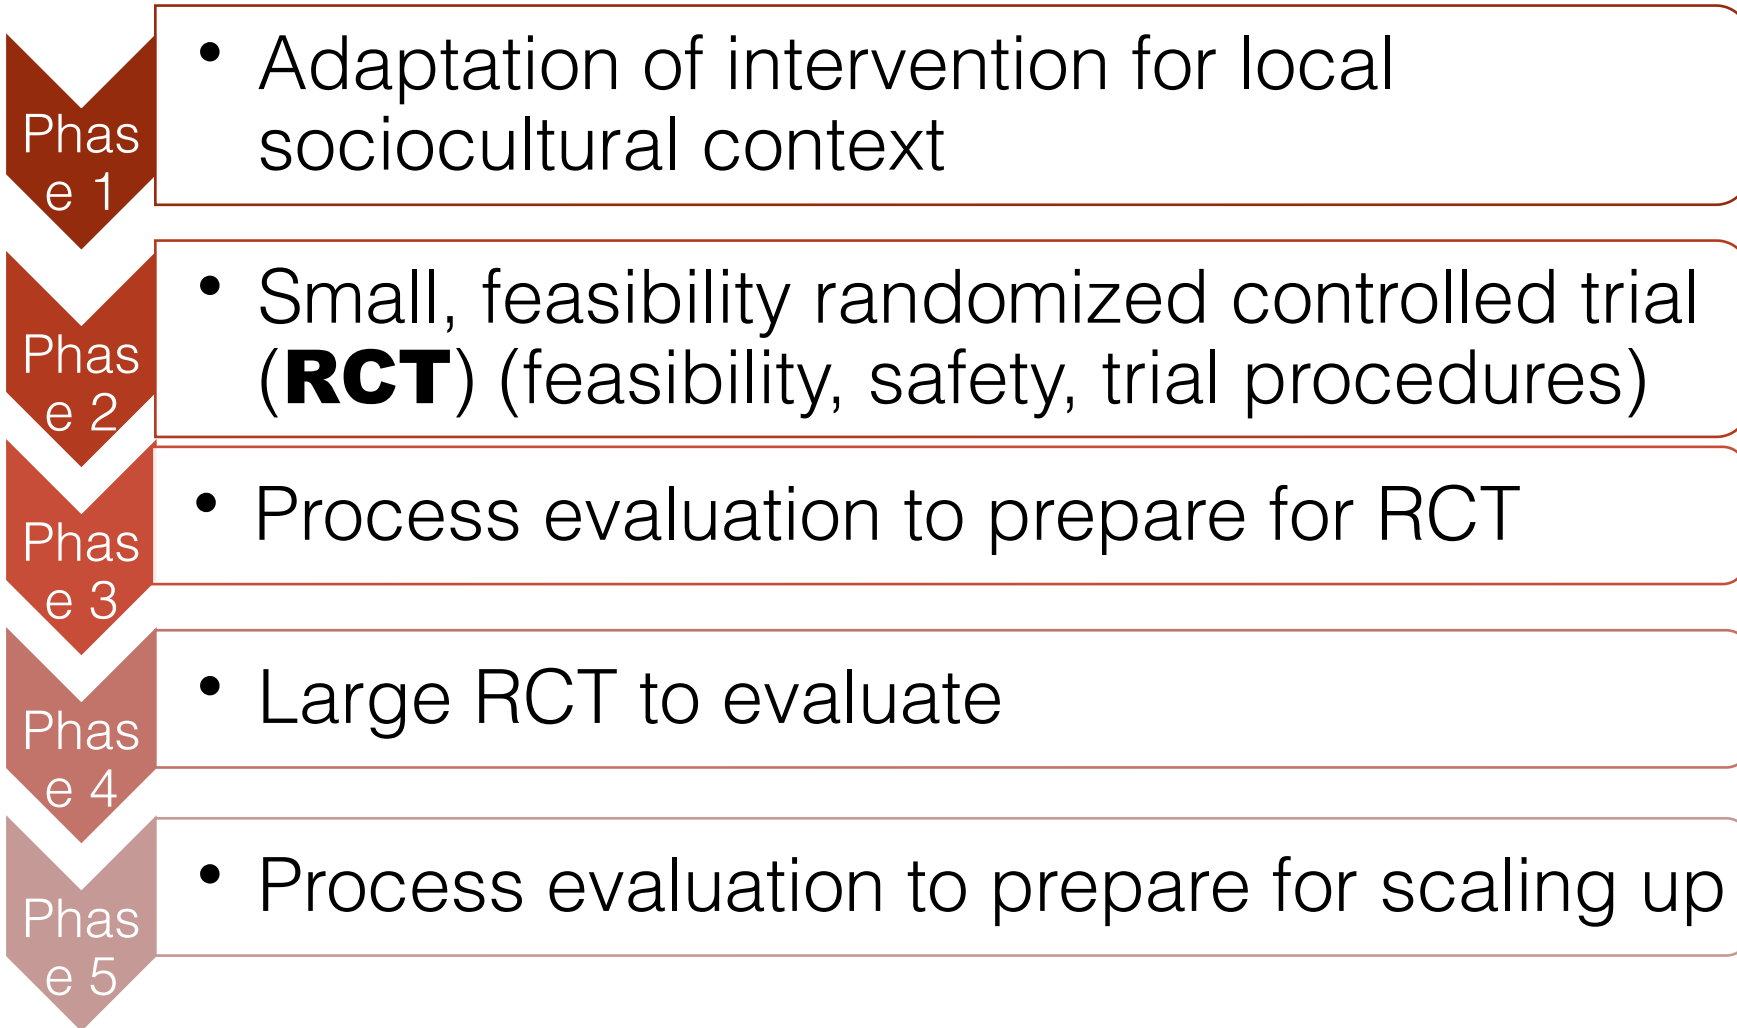 Phas
e 1
• Adaptation of intervention for local
sociocultural context
Phas
e 2
• Small, feasibility randomized controlled trial
(RCT) (feasibility, safety, trial procedures)
Phas
e 3
• Process evaluation to prepare for RCT
Phas
e 4
• Large RCT to evaluate
Phas
e 5
• Process evaluation to prepare for scaling up